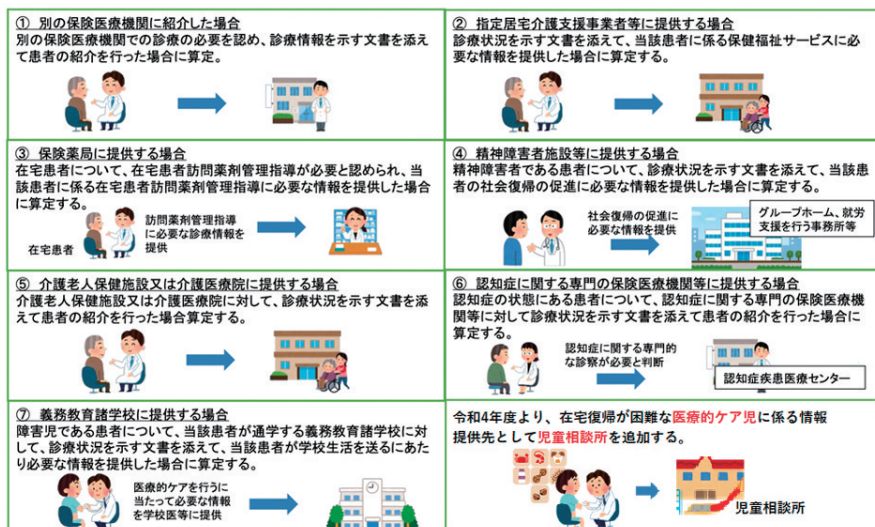 ① 別の保険医療機関に紹介した場合
別の保険医療機関での診療の必要を認め、診療情報を示す文書を添え
て患者の紹介を行った場合に算定。
② 指定居宅介護支援事業者等に提供する場合
診療状況を示す文書を添えて、当該患者に係る保健福祉サービスに必
要な情報を提供した場合に算定する。
③ 保険薬局に提供する場合
在宅患者について、在宅患者訪問薬剤管理指導が必要と認められ、当
該患者に係る在宅患者訪問薬剤管理指導に必要な情報を提供した場合
に算定する。
訪問薬剤管理指導
に必要な診療情報を
提供
在宅患者
④ 精神障害者施設等に提供する場合
精神障害者である患者について、診療状況を示す文書を添えて、当該患
者の社会復帰の促進に必要な情報を提供した場合に算定する。
社会復帰の促進に
必要な情報を提供
グループホーム、就労
支援を行う事務所等
⑤ 介護老人保健施設又は介護医療院に提供する場合
介護老人保健施設又は介護医療院に対して、診療状況を示す文書を添
えて患者の紹介を行った場合算定する。
⑥ 認知症に関する専門の保険医療機関等に提供する場合
認知症の状態にある患者について、認知症に関する専門の保険医療機
関等に対して診療状況を示す文書を添えて患者の紹介を行った場合に
算定する。
認知症に関する専門的
な診察が必要と判断
認知症疾患医療センター
⑦ 義務教育諸学校に提供する場合
障害児である患者について、当該患者が通学する義務教育諸学校に対
して、診療状況を示す文書を添えて、当該患者が学校生活を送るにあた
り必要な情報を提供した場合に算定する。
医療的ケアを行うに
当たって必要な情報
を学校医等に提供
令和4年度より、在宅復帰が困難な医療的ケア児に係る情報
提供先として児童相談所を追加する。
児童相談所